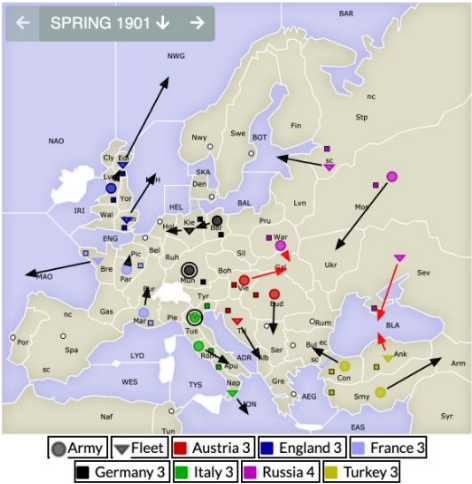 ← SPRING 1901 ↓ →
BAR
NWG
nc
Stp
Fin
NAO
Nwy
Swe
BOT
sc
Cly
Edi
SKA
Lvp
NTH
Den
Mos
IRI
Yor
HEL
BAL
Lvn
Wal
Kie
Pru
Hol
Ber
ENG
Bel
War
Pic
Ruh
Sil
Ukr
Bre
Par
Mun
Boh
Gal
Sev
MAO
Bur
Vie
Tyr
Bud
Gas
Mar
Pie
Ven
Rum
BLA
nc
Tus
Tri
Ser
Bul
ec
Ank
Por
Spa
LYO
Rom
ADR
Alb
sc
Con
Arm
sc
Apu
WES
TYS
Nap
Gre
Smy
ION
AEG
Naf
Tun
EAS
Syr
Army Fleet Austria 3 England 3 France 3
Germany 3 Italy 3 Russia 4 Turkey 3